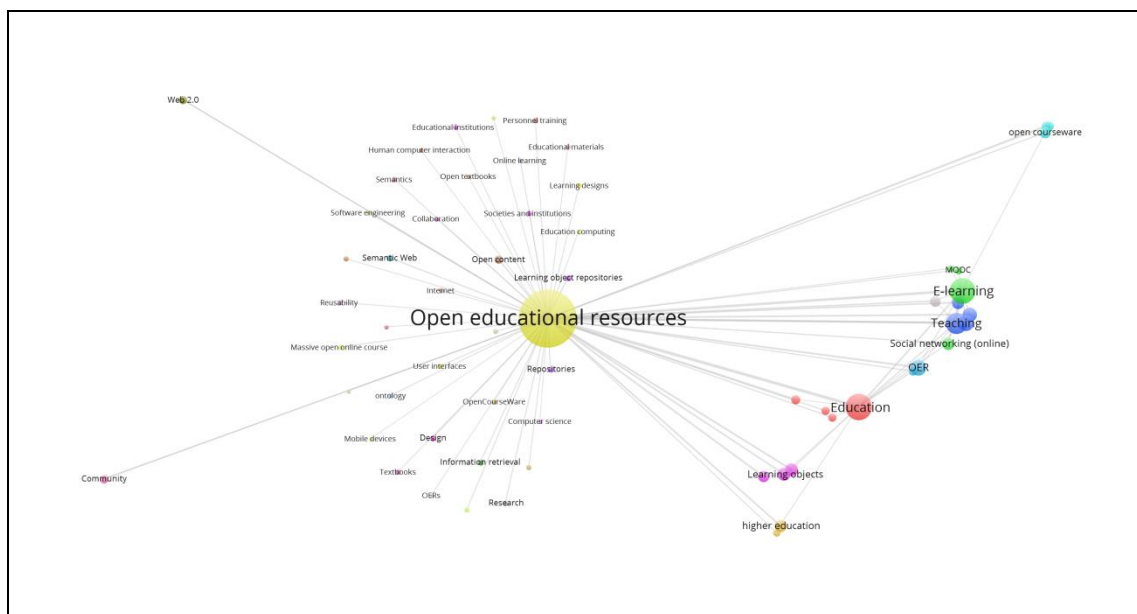 Web 2.0
Personnel training
Educational institutions
open courseware
Human computer interaction
Educational materials
Online learning
Semantics
Open textbooks
Learning designs
Software engineering
Collaboration
Societies and institutions
Education computing
Semantic Web
Open content
MOOC
Learning object repositories
Internet
E-learning
Reusability
Open educational resources
Teaching
Massive open online course
Social networking (online)
User interfaces
Repositories
OER
ontology
OpenCourseWare
Education
Computer science
Mobile devices
Design
Textbooks
Information retrieval
Learning objects
Community
OERs
Research
higher education